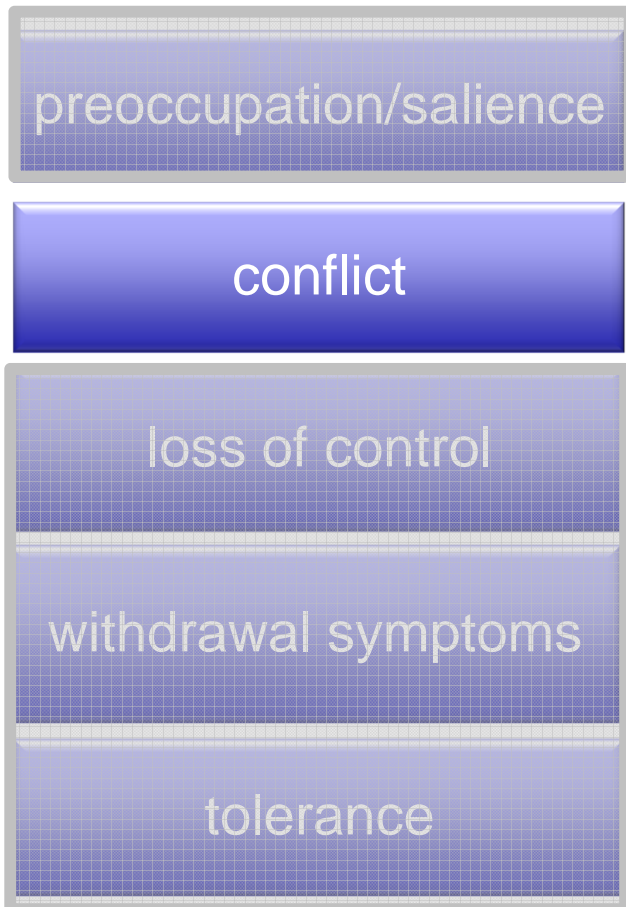 preoccupation/salience
conflict
loss of control
withdrawal symptoms
tolerance